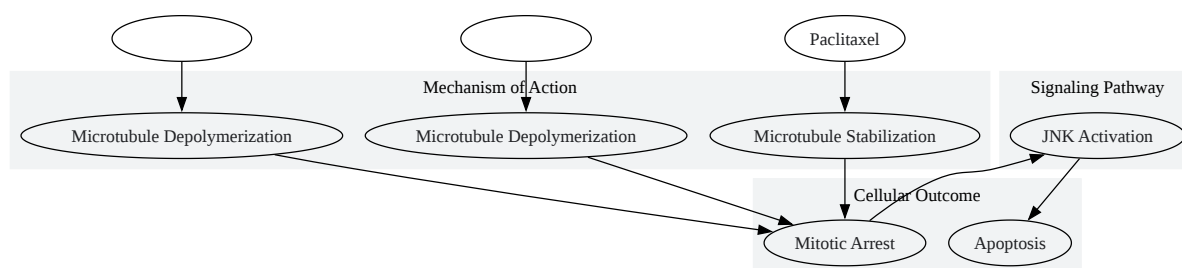 Paclitaxel
Mechanism of Action
Signaling Pathway
Microtubule Depolymerization
Microtubule Depolymerization
Microtubule Stabilization
JNK Activation
Cellular Outcome
Mitotic Arrest
Apoptosis